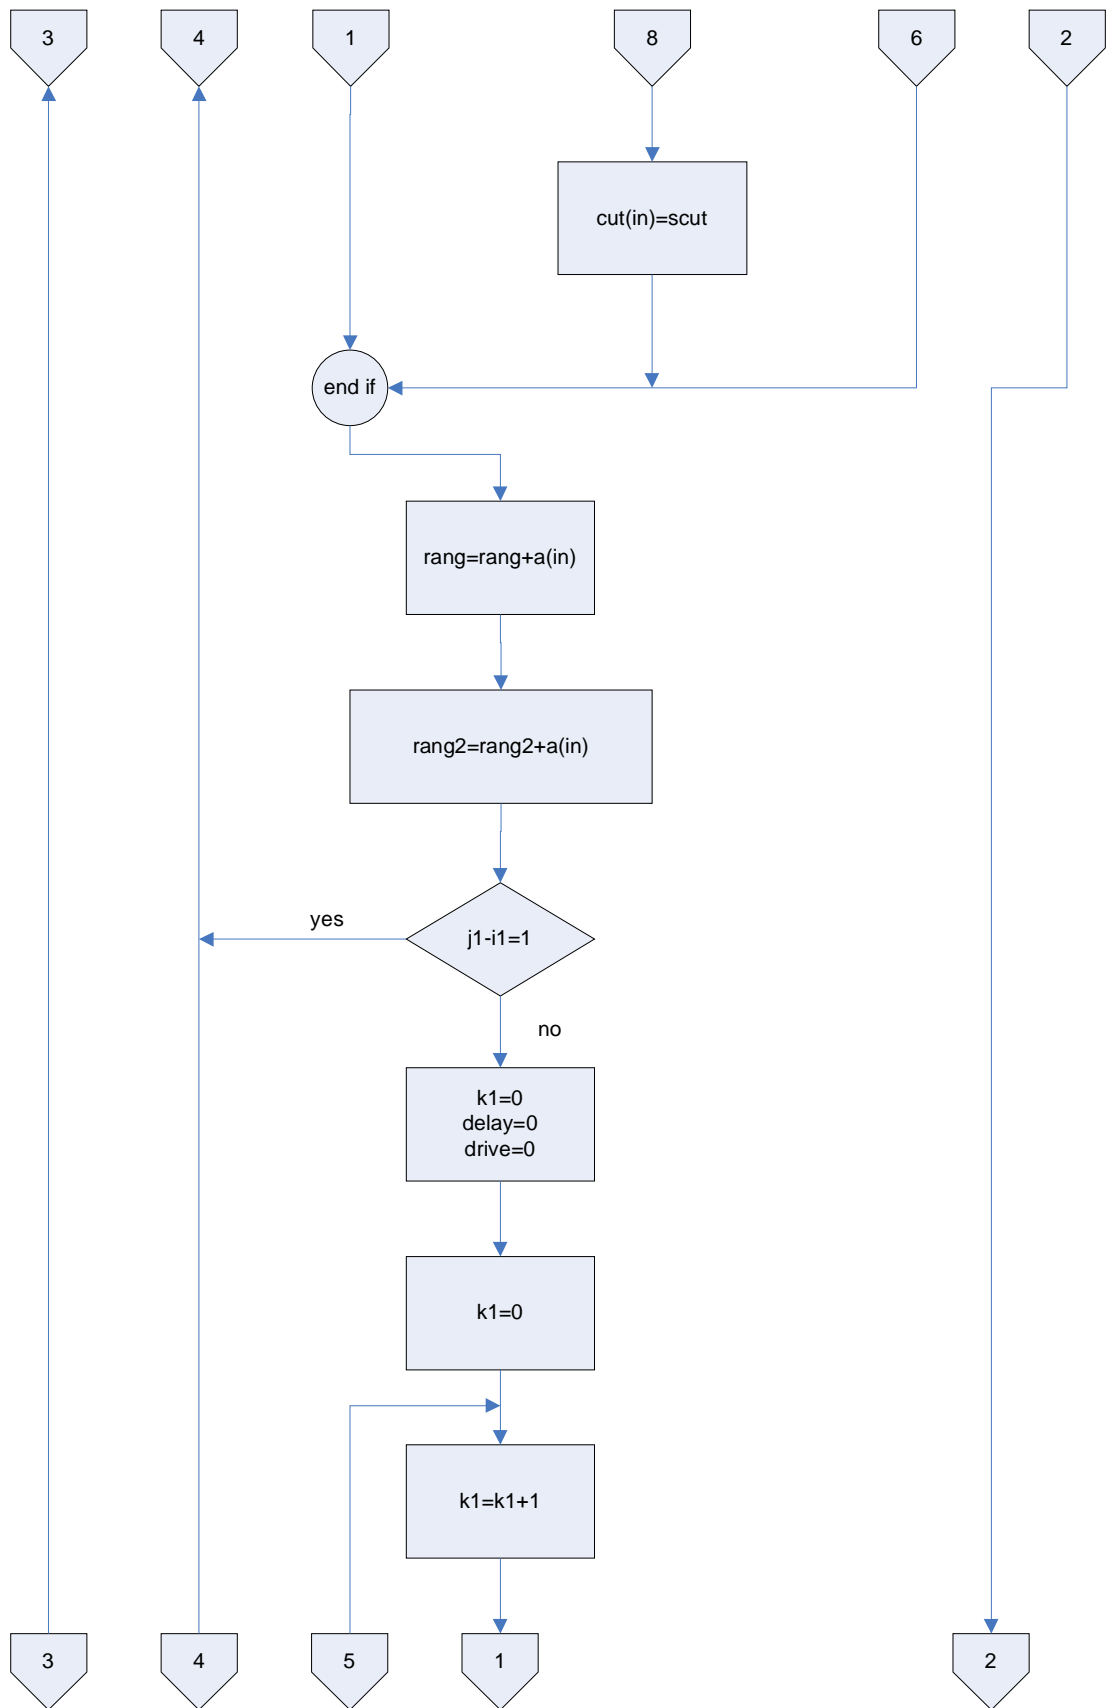 3
4
1
8
6
2
cut(in)=scut
end if
rang=rang+a(in)
rang2=rang2+a(in)
yes
j1-i1=1
no
k1=0
delay=0
drive=0
k1=0
k1=k1+1
3
4
5
1
2